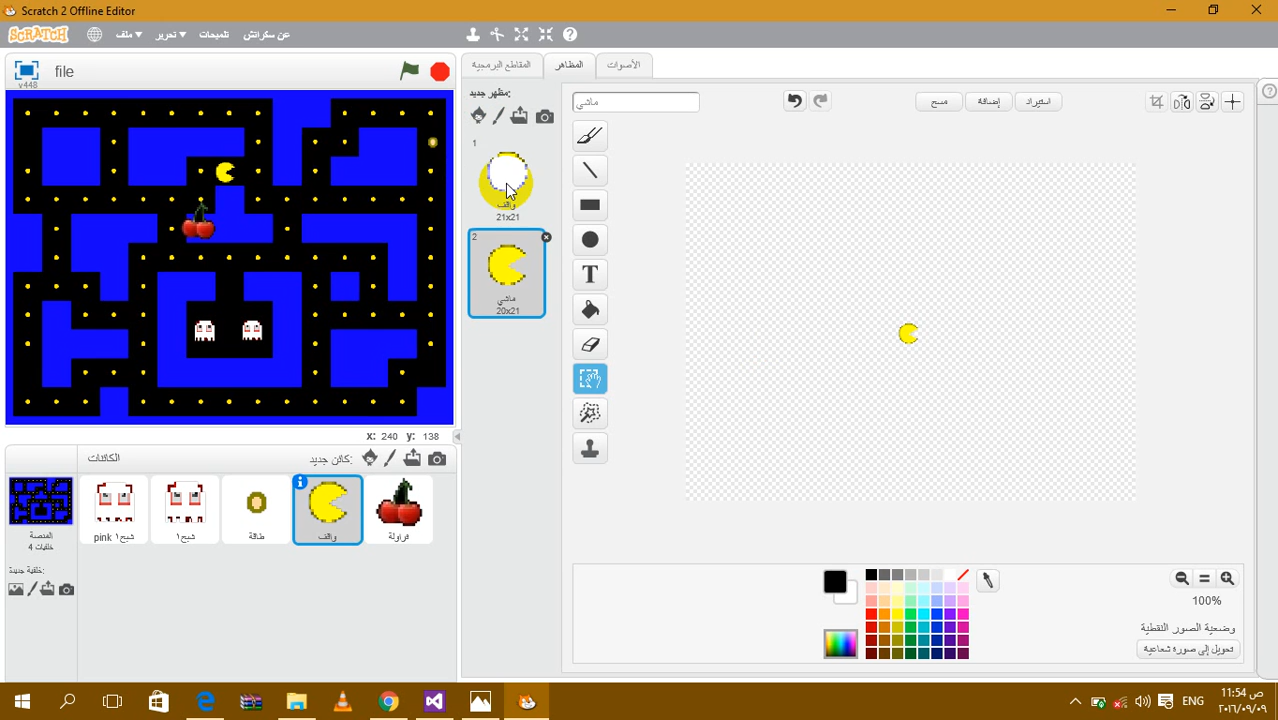 Scratch 2 Offline Editor
SCRATCH
ملف
تحرير
تلميحات
عن سكراتش
file
v448
المقاطع البرمجية
المظاهر
الأصوات
مظهر جديد:
1
واقف
21x21
2
ماشي
20x21
ماشي
مسح
إضافة
استيراد
T
x: 240 y: 138
الكائنات
كائن جديد:
المنصة
خلفيات 4
خلفية جديدة:
شبح١ pink
شبح١
طاقة
واقف
فراولة
100%
وضعية الصور النقطية
تحويل إلى صورة شعاعية
ENG
11:54 ص
٢٠١٦/٠٩/٠٩